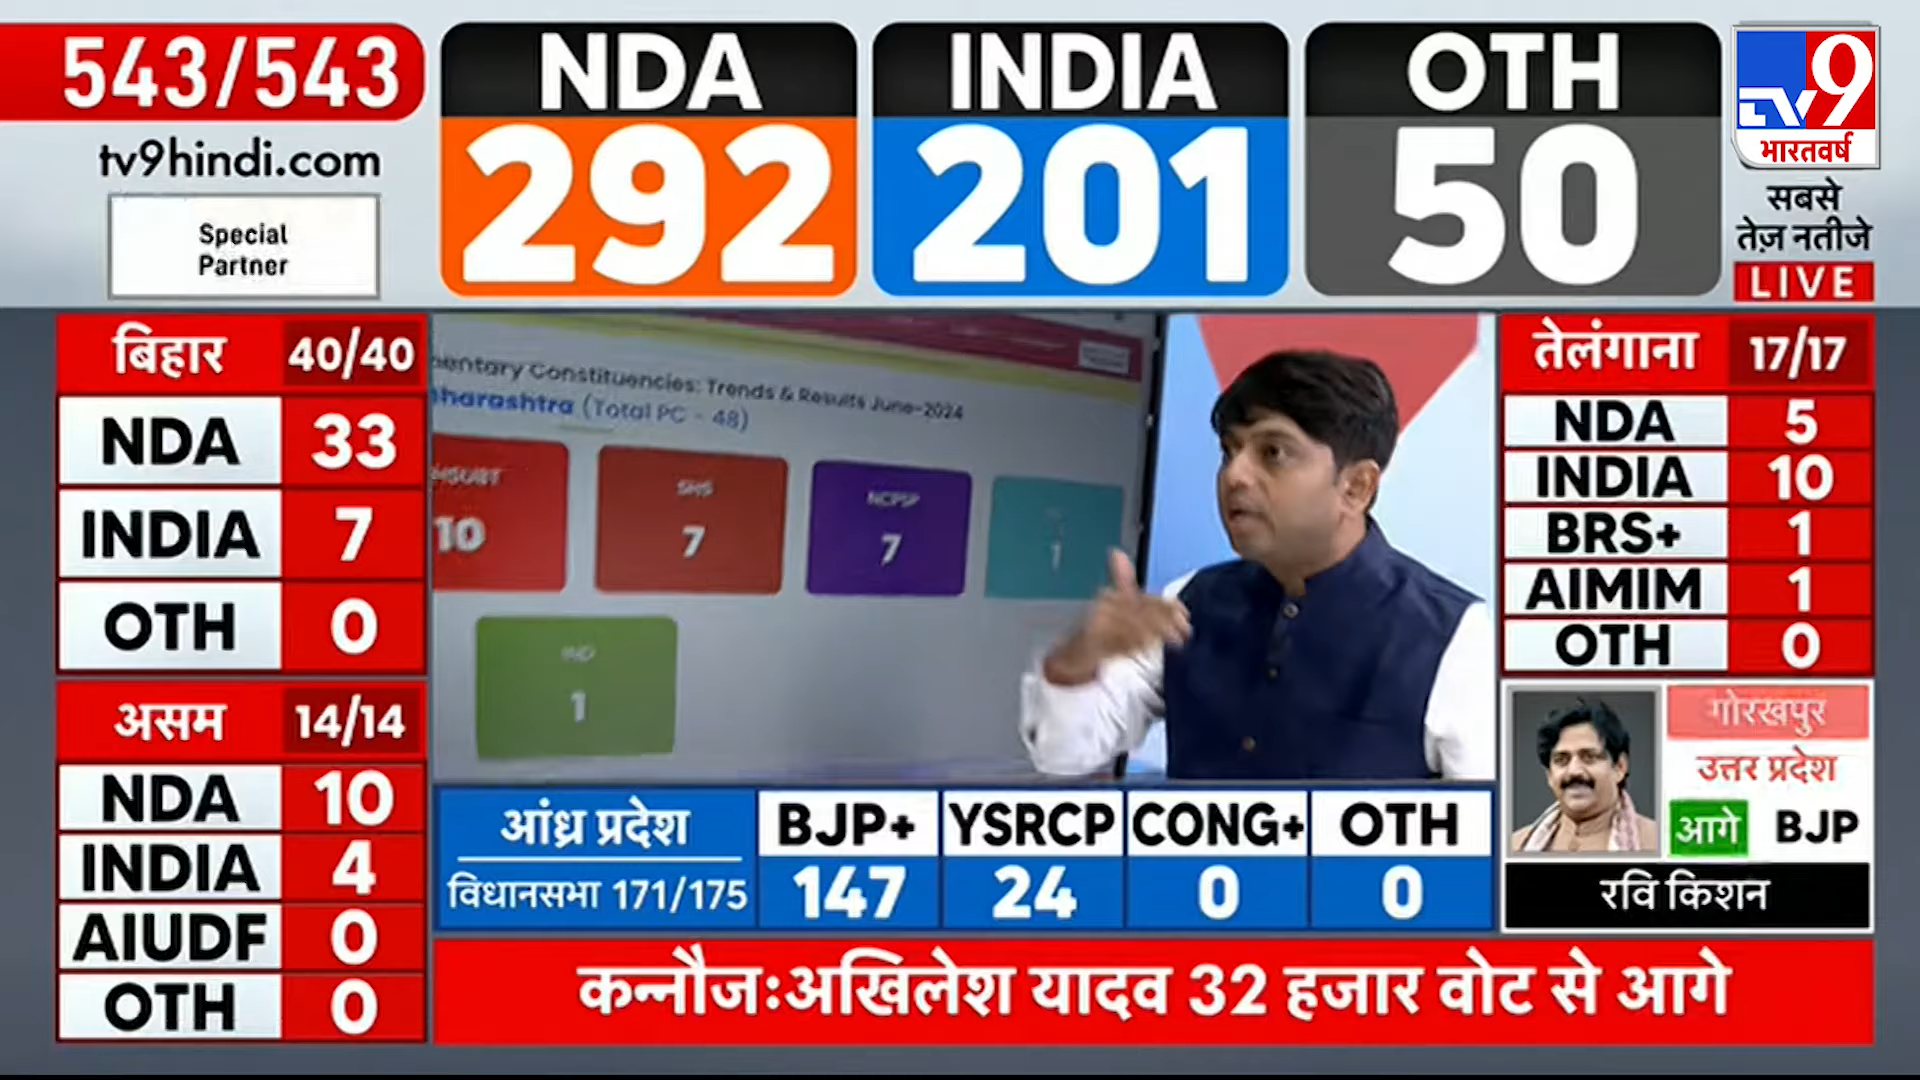 543/543
NDA
INDIA
OTH
292
201
50
TV9
भारतवर्ष
tv9hindi.com
Special
Partner
सबसे
तेज़ नतीजे
LIVE
बिहार 40/40
NDA 33
INDIA 7
OTH 0
असम 14/14
NDA 10
INDIA 4
AIUDF 0
OTH 0
Constituencies: Trends & Results June-2024
(Total PC - 48)
10
SHS
7
NCPSP
7
1
IND
1
तेलंगाना 17/17
NDA 5
INDIA 10
BRS+ 1
AIMIM 1
OTH 0
गोरखपुर
उत्तर प्रदेश
आगे BJP
रवि किशन
आंध्र प्रदेश
विधानसभा 171/175
BJP+ YSRCP CONG+ OTH
147 24 0 0
कन्नौजःअखिलेश यादव 32 हजार वोट से आगे